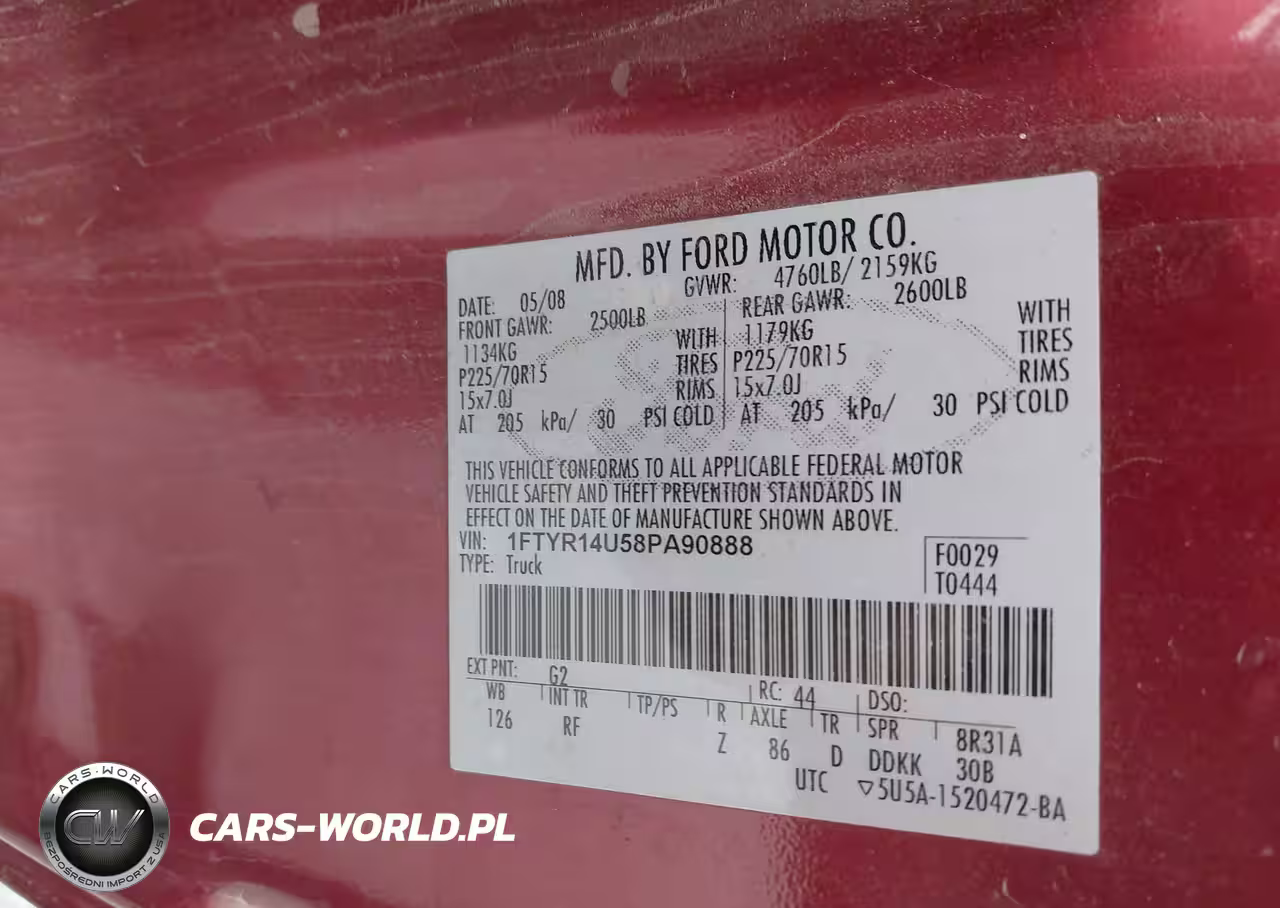 MFD. BY FORD MOTOR CO.
DATE: 05/08 GVWR: 4760LB/ 2159KG
FRONT GAWR: 2500LB REAR GAWR: 2600LB
1134KG WITH 1179KG WITH
P225/70R15 TIRES P225/70R15 TIRES
15x7.0J RIMS 15x7.0J RIMS
AT 205 kPa/ 30 PSI COLD AT 205 kPa/ 30 PSI COLD
THIS VEHICLE CONFORMS TO ALL APPLICABLE FEDERAL MOTOR
VEHICLE SAFETY AND THEFT PREVENTION STANDARDS IN
EFFECT ON THE DATE OF MANUFACTURE SHOWN ABOVE.
VIN: 1FTYR14U58PA90888
TYPE: Truck
F0029
T0444
EXT PNT: G2 RC: 44 DSO:
WB INT TR TP/PS R AXLE TR SPR 8R31A
126 RF Z 86 D DDKK 30B
UTC ▽5U5A-1520472-BA
CARS-WORLD
CW
BEZPOŚREDNI IMPORT Z USA
CARS-WORLD.PL